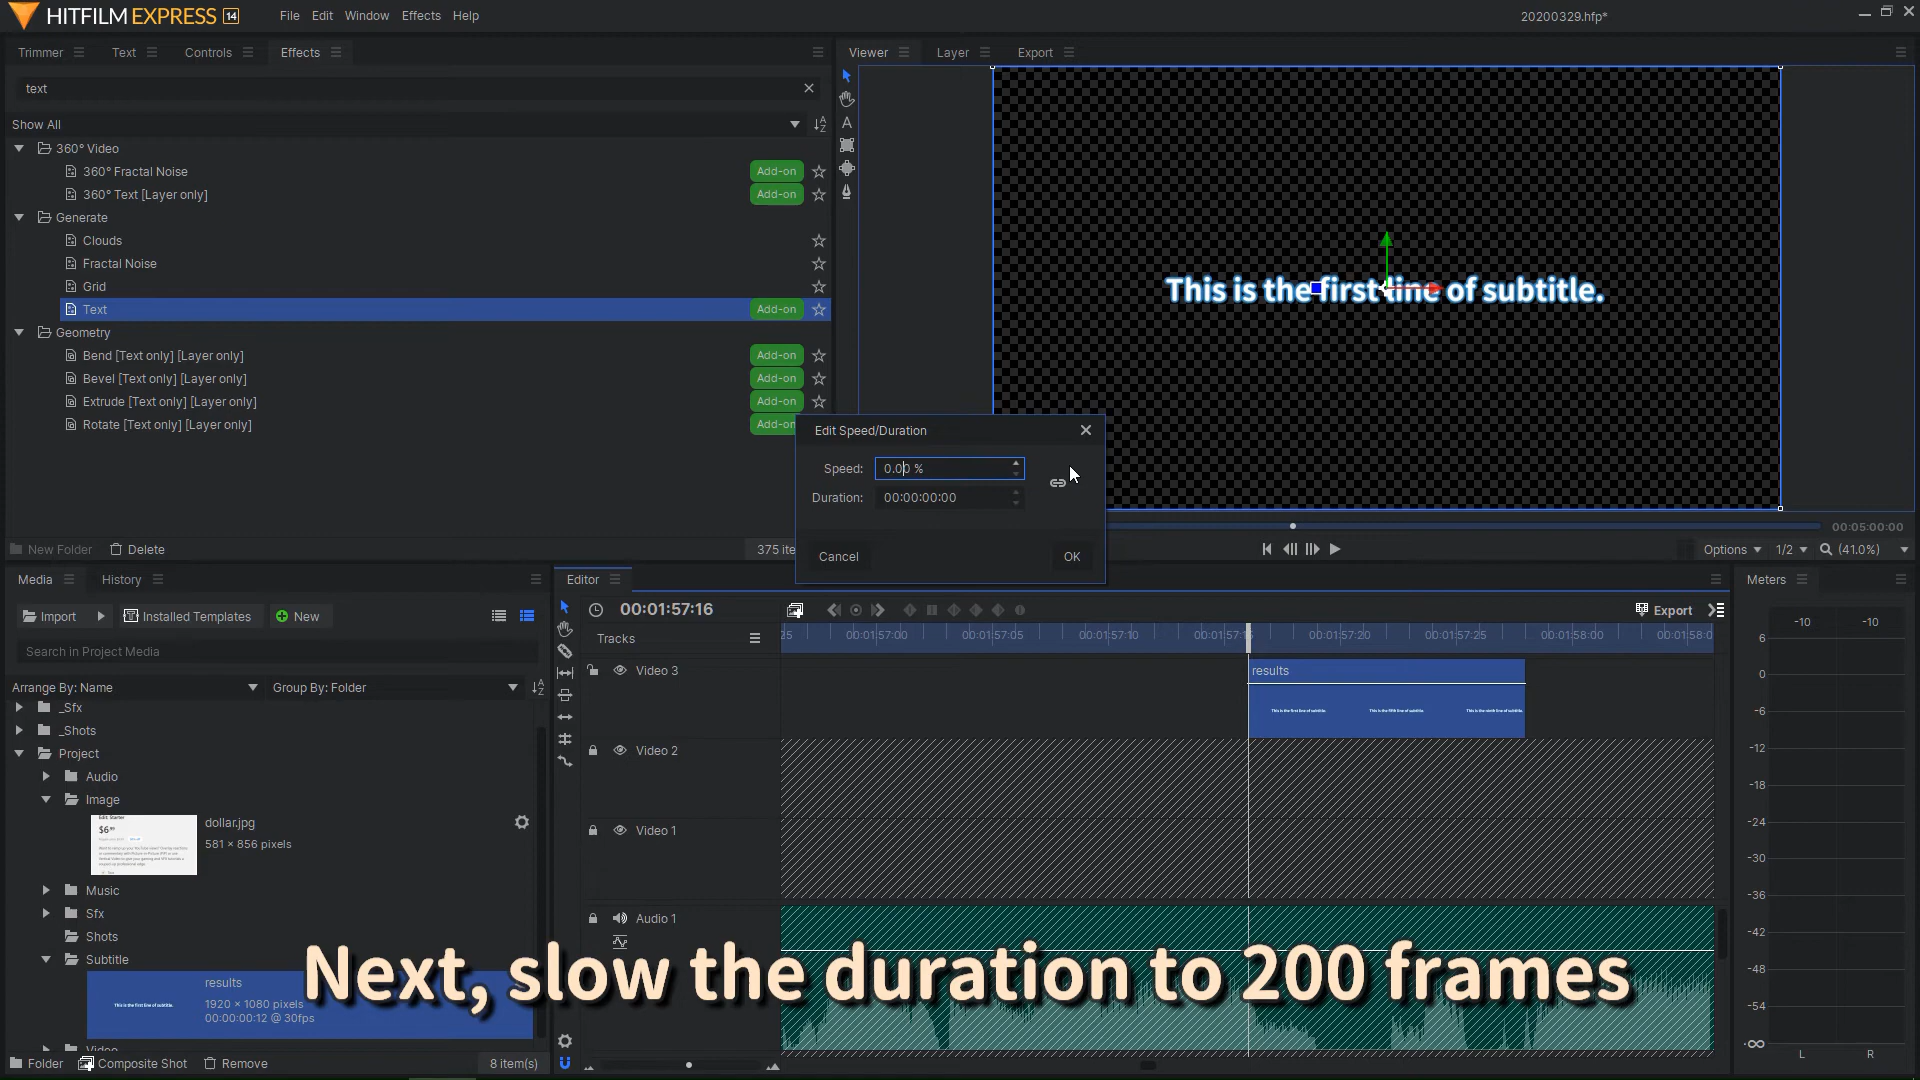 HITFILM EXPRESS 14
File Edit Window Effects Help
20200329.hfp*
Trimmer Text Controls Effects
text
Show All
360° Video
360° Fractal Noise Add-on
360° Text [Layer only] Add-on
Generate
Clouds
Fractal Noise
Grid
Text Add-on
Geometry
Bend [Text only] [Layer only] Add-on
Bevel [Text only] [Layer only] Add-on
Extrude [Text only] [Layer only] Add-on
Rotate [Text only] [Layer only]
New Folder Delete
Viewer Layer Export
This is the first line of subtitle.
00:05:00:00
Options 1/2 (41.0%)
Edit Speed/Duration
Speed: 0.00 %
Duration: 00:00:00:00
Cancel OK
Media History
Import Installed Templates New
Search in Project Media
Arrange By: Name Group By: Folder
_Sfx
_Shots
Project
Audio
Image
dollar.jpg
581 × 856 pixels
Music
Sfx
Shots
Subtitle
results
1920 × 1080 pixels
00:00:00:12 @ 30fps
This is the first line of subtitle.
Folder Composite Shot Remove 8 item(s)
Editor
00:01:57:16 Export
Tracks
00:01:57:00 00:01:57:05 00:01:57:10 00:01:57:20 00:01:57:25 00:01:58:00
Video 3
results
This is the first line of subtitle. This is the fifth line of subtitle. This is the ninth line of subtitle.
Video 2
Video 1
Audio 1
Meters
-10 -10
6
0
-6
-12
-18
-24
-30
-36
-42
-48
-54
-∞
L R
Next, slow the duration to 200 frames